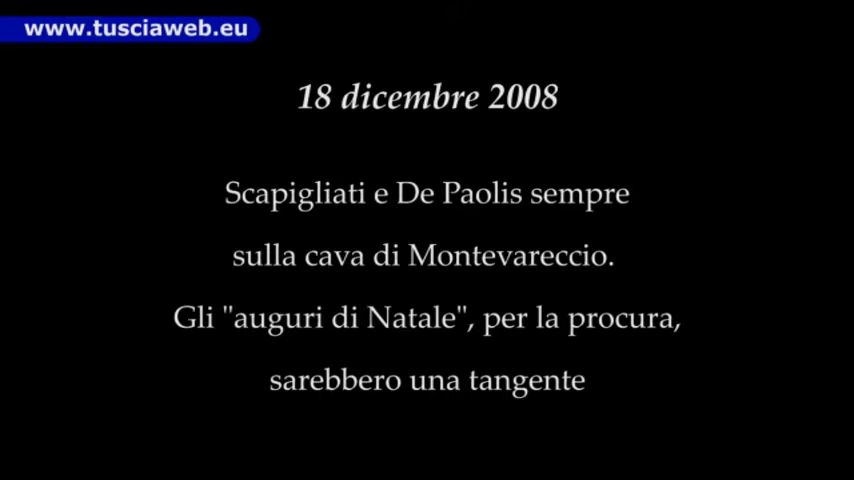 www.tusciaweb.eu
18 dicembre 2008
Scapigliati e De Paolis sempre
sulla cava di Montevareccio.
Gli "auguri di Natale", per la procura,
sarebbero una tangente